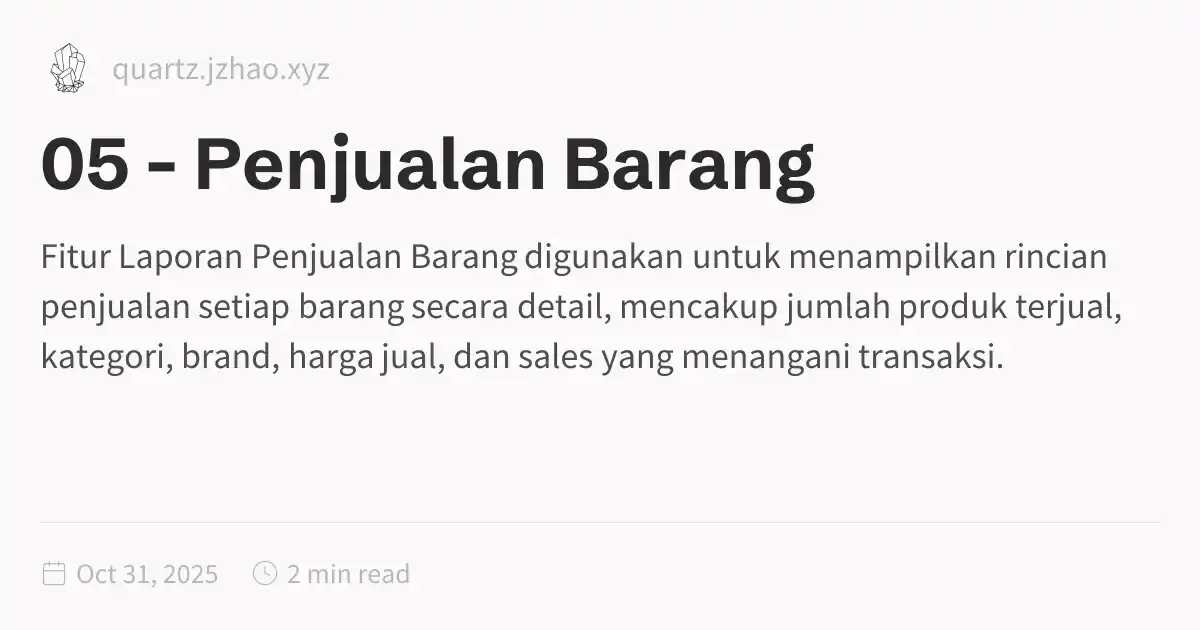 quartz.jzhao.xyz
05 - Penjualan Barang
Fitur Laporan Penjualan Barang digunakan untuk menampilkan rincian
penjualan setiap barang secara detail, mencakup jumlah produk terjual,
kategori, brand, harga jual, dan sales yang menangani transaksi.
Oct 31, 2025 2 min read